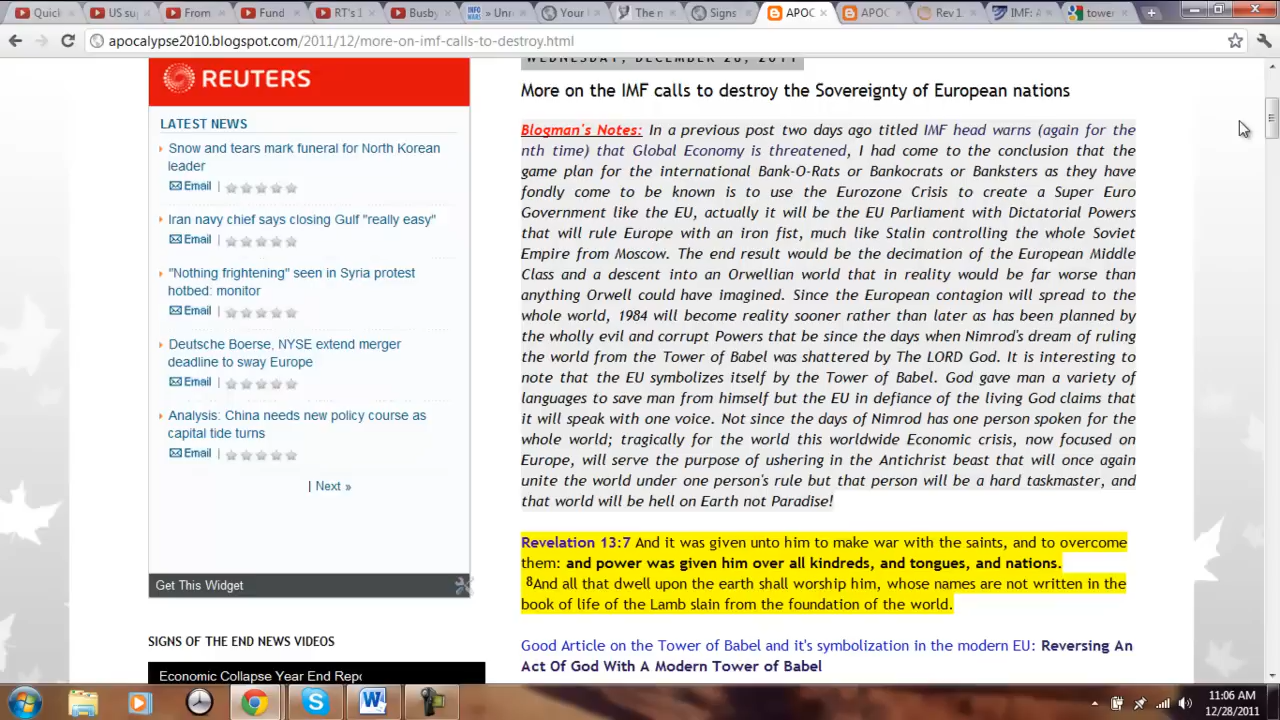 Quick
US su
From
Fund
RT's 1
Busby
» Unr
Your
The n
Signs
APOC
APOC
Rev 1
IMF: A
tower
apocalypse2010.blogspot.com/2011/12/more-on-imf-calls-to-destroy.html
REUTERS
LATEST NEWS
Snow and tears mark funeral for North Korean
leader
Email |
Iran navy chief says closing Gulf "really easy"
Email |
"Nothing frightening" seen in Syria protest
hotbed: monitor
Email |
Deutsche Boerse, NYSE extend merger
deadline to sway Europe
Email |
Analysis: China needs new policy course as
capital tide turns
Email |
| Next »
Get This Widget
SIGNS OF THE END NEWS VIDEOS
Economic Collapse Year End Repo
WEDNESDAY, DECEMBER 28, 2011
More on the IMF calls to destroy the Sovereignty of European nations
Blogman's Notes: In a previous post two days ago titled IMF head warns (again for the
nth time) that Global Economy is threatened, I had come to the conclusion that the
game plan for the international Bank-O-Rats or Bankocrats or Banksters as they have
fondly come to be known is to use the Eurozone Crisis to create a Super Euro
Government like the EU, actually it will be the EU Parliament with Dictatorial Powers
that will rule Europe with an iron fist, much like Stalin controlling the whole Soviet
Empire from Moscow. The end result would be the decimation of the European Middle
Class and a descent into an Orwellian world that in reality would be far worse than
anything Orwell could have imagined. Since the European contagion will spread to the
whole world, 1984 will become reality sooner rather than later as has been planned by
the wholly evil and corrupt Powers that be since the days when Nimrod's dream of ruling
the world from the Tower of Babel was shattered by The LORD God. It is interesting to
note that the EU symbolizes itself by the Tower of Babel. God gave man a variety of
languages to save man from himself but the EU in defiance of the living God claims that
it will speak with one voice. Not since the days of Nimrod has one person spoken for the
whole world; tragically for the world this worldwide Economic crisis, now focused on
Europe, will serve the purpose of ushering in the Antichrist beast that will once again
unite the world under one person's rule but that person will be a hard taskmaster, and
that world will be hell on Earth not Paradise!
Revelation 13:7 And it was given unto him to make war with the saints, and to overcome
them: and power was given him over all kindreds, and tongues, and nations.
8And all that dwell upon the earth shall worship him, whose names are not written in the
book of life of the Lamb slain from the foundation of the world.
Good Article on the Tower of Babel and it's symbolization in the modern EU: Reversing An
Act Of God With A Modern Tower of Babel
11:06 AM
12/28/2011